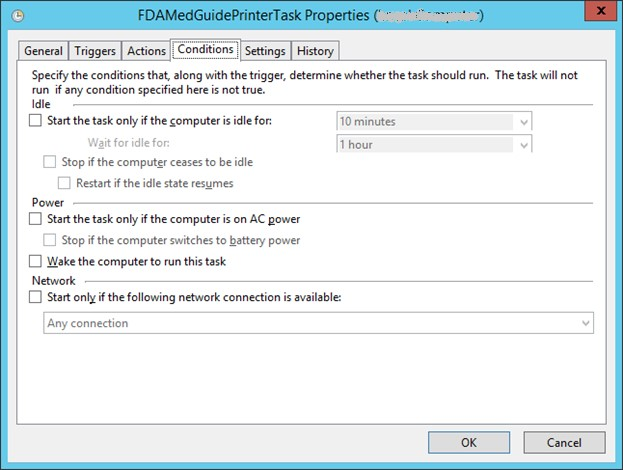 FDAMedGuidePrinterTask Properties (
General Triggers Actions Conditions Settings History
Specify the conditions that, along with the trigger, determine whether the task should run. The task will not
run if any condition specified here is not true.
Idle
Start the task only if the computer is idle for: 10 minutes
Wait for idle for: 1 hour
Stop if the computer ceases to be idle
Restart if the idle state resumes
Power
Start the task only if the computer is on AC power
Stop if the computer switches to battery power
Wake the computer to run this task
Network
Start only if the following network connection is available:
Any connection
OK Cancel